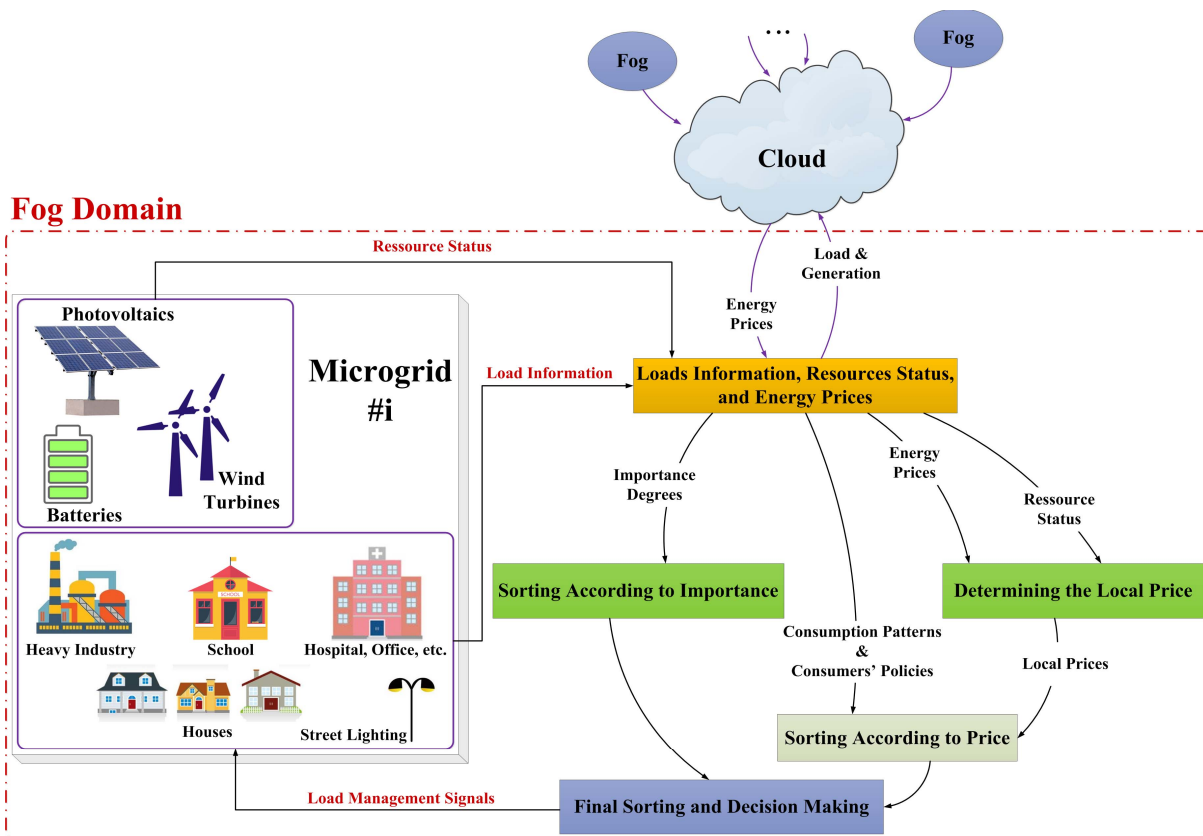 Fog
...
Fog
Cloud
Fog Domain
Ressource Status
Load &
Generation
Energy
Prices
Photovoltaics
Microgrid
#i
Wind
Turbines
Batteries
Load Information
Loads Information, Resources Status,
and Energy Prices
Importance
Degrees
Energy
Prices
Ressource
Status
SCHOOL
Heavy Industry
School
Hospital, Office, etc.
Houses
Street Lighting
Sorting According to Importance
Determining the Local Price
Consumption Patterns
&
Consumers’ Policies
Local Prices
Sorting According to Price
Load Management Signals
Final Sorting and Decision Making